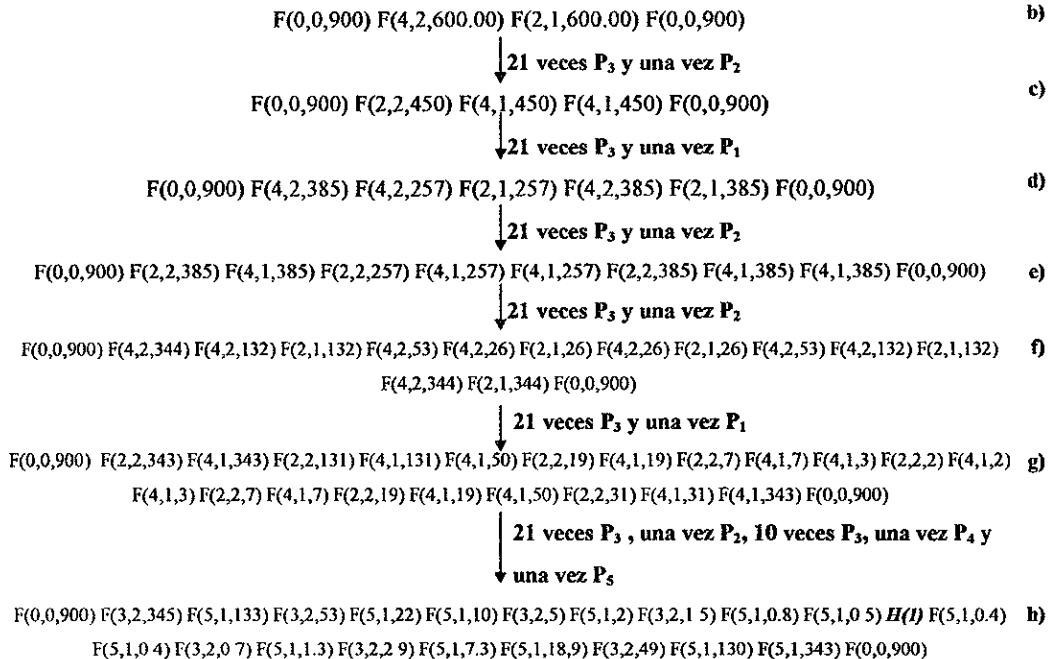 F(0,0,900) F(4,2,600.00) F(2,1,600.00) F(0,0,900) b)
21 veces P₃ y una vez P₂
F(0,0,900) F(2,2,450) F(4,1,450) F(4,1,450) F(0,0,900) c)
21 veces P₃ y una vez P₁
F(0,0,900) F(4,2,385) F(4,2,257) F(2,1,257) F(4,2,385) F(2,1,385) F(0,0,900) d)
21 veces P₃ y una vez P₂
F(0,0,900) F(2,2,385) F(4,1,385) F(2,2,257) F(4,1,257) F(4,1,257) F(2,2,385) F(4,1,385) F(4,1,385) F(0,0,900) e)
21 veces P₃ y una vez P₂
F(0,0,900) F(4,2,344) F(4,2,132) F(2,1,132) F(4,2,53) F(4,2,26) F(2,1,26) F(4,2,26) F(2,1,26) F(4,2,53) F(4,2,132) F(2,1,132) f)
F(4,2,344) F(2,1,344) F(0,0,900)
21 veces P₃ y una vez P₁
F(0,0,900) F(2,2,343) F(4,1,343) F(2,2,131) F(4,1,131) F(4,1,50) F(2,2,19) F(4,1,19) F(2,2,7) F(4,1,7) F(4,1,3) F(2,2,2) F(4,1,2) g)
F(4,1,3) F(2,2,7) F(4,1,7) F(2,2,19) F(4,1,19) F(4,1,50) F(2,2,31) F(4,1,31) F(4,1,343) F(0,0,900)
21 veces P₃ , una vez P₂, 10 veces P₃, una vez P₄ y
una vez P₅
F(0,0,900) F(3,2,345) F(5,1,133) F(3,2,53) F(5,1,22) F(5,1,10) F(3,2,5) F(5,1,2) F(3,2,1 5) F(5,1,0.8) F(5,1,0 5) H(1) F(5,1,0.4) h)
F(5,1,0 4) F(3,2,0 7) F(5,1,1.3) F(3,2,2 9) F(5,1,7.3) F(5,1,18,9) F(3,2,49) F(5,1,130) F(5,1,343) F(0,0,900)